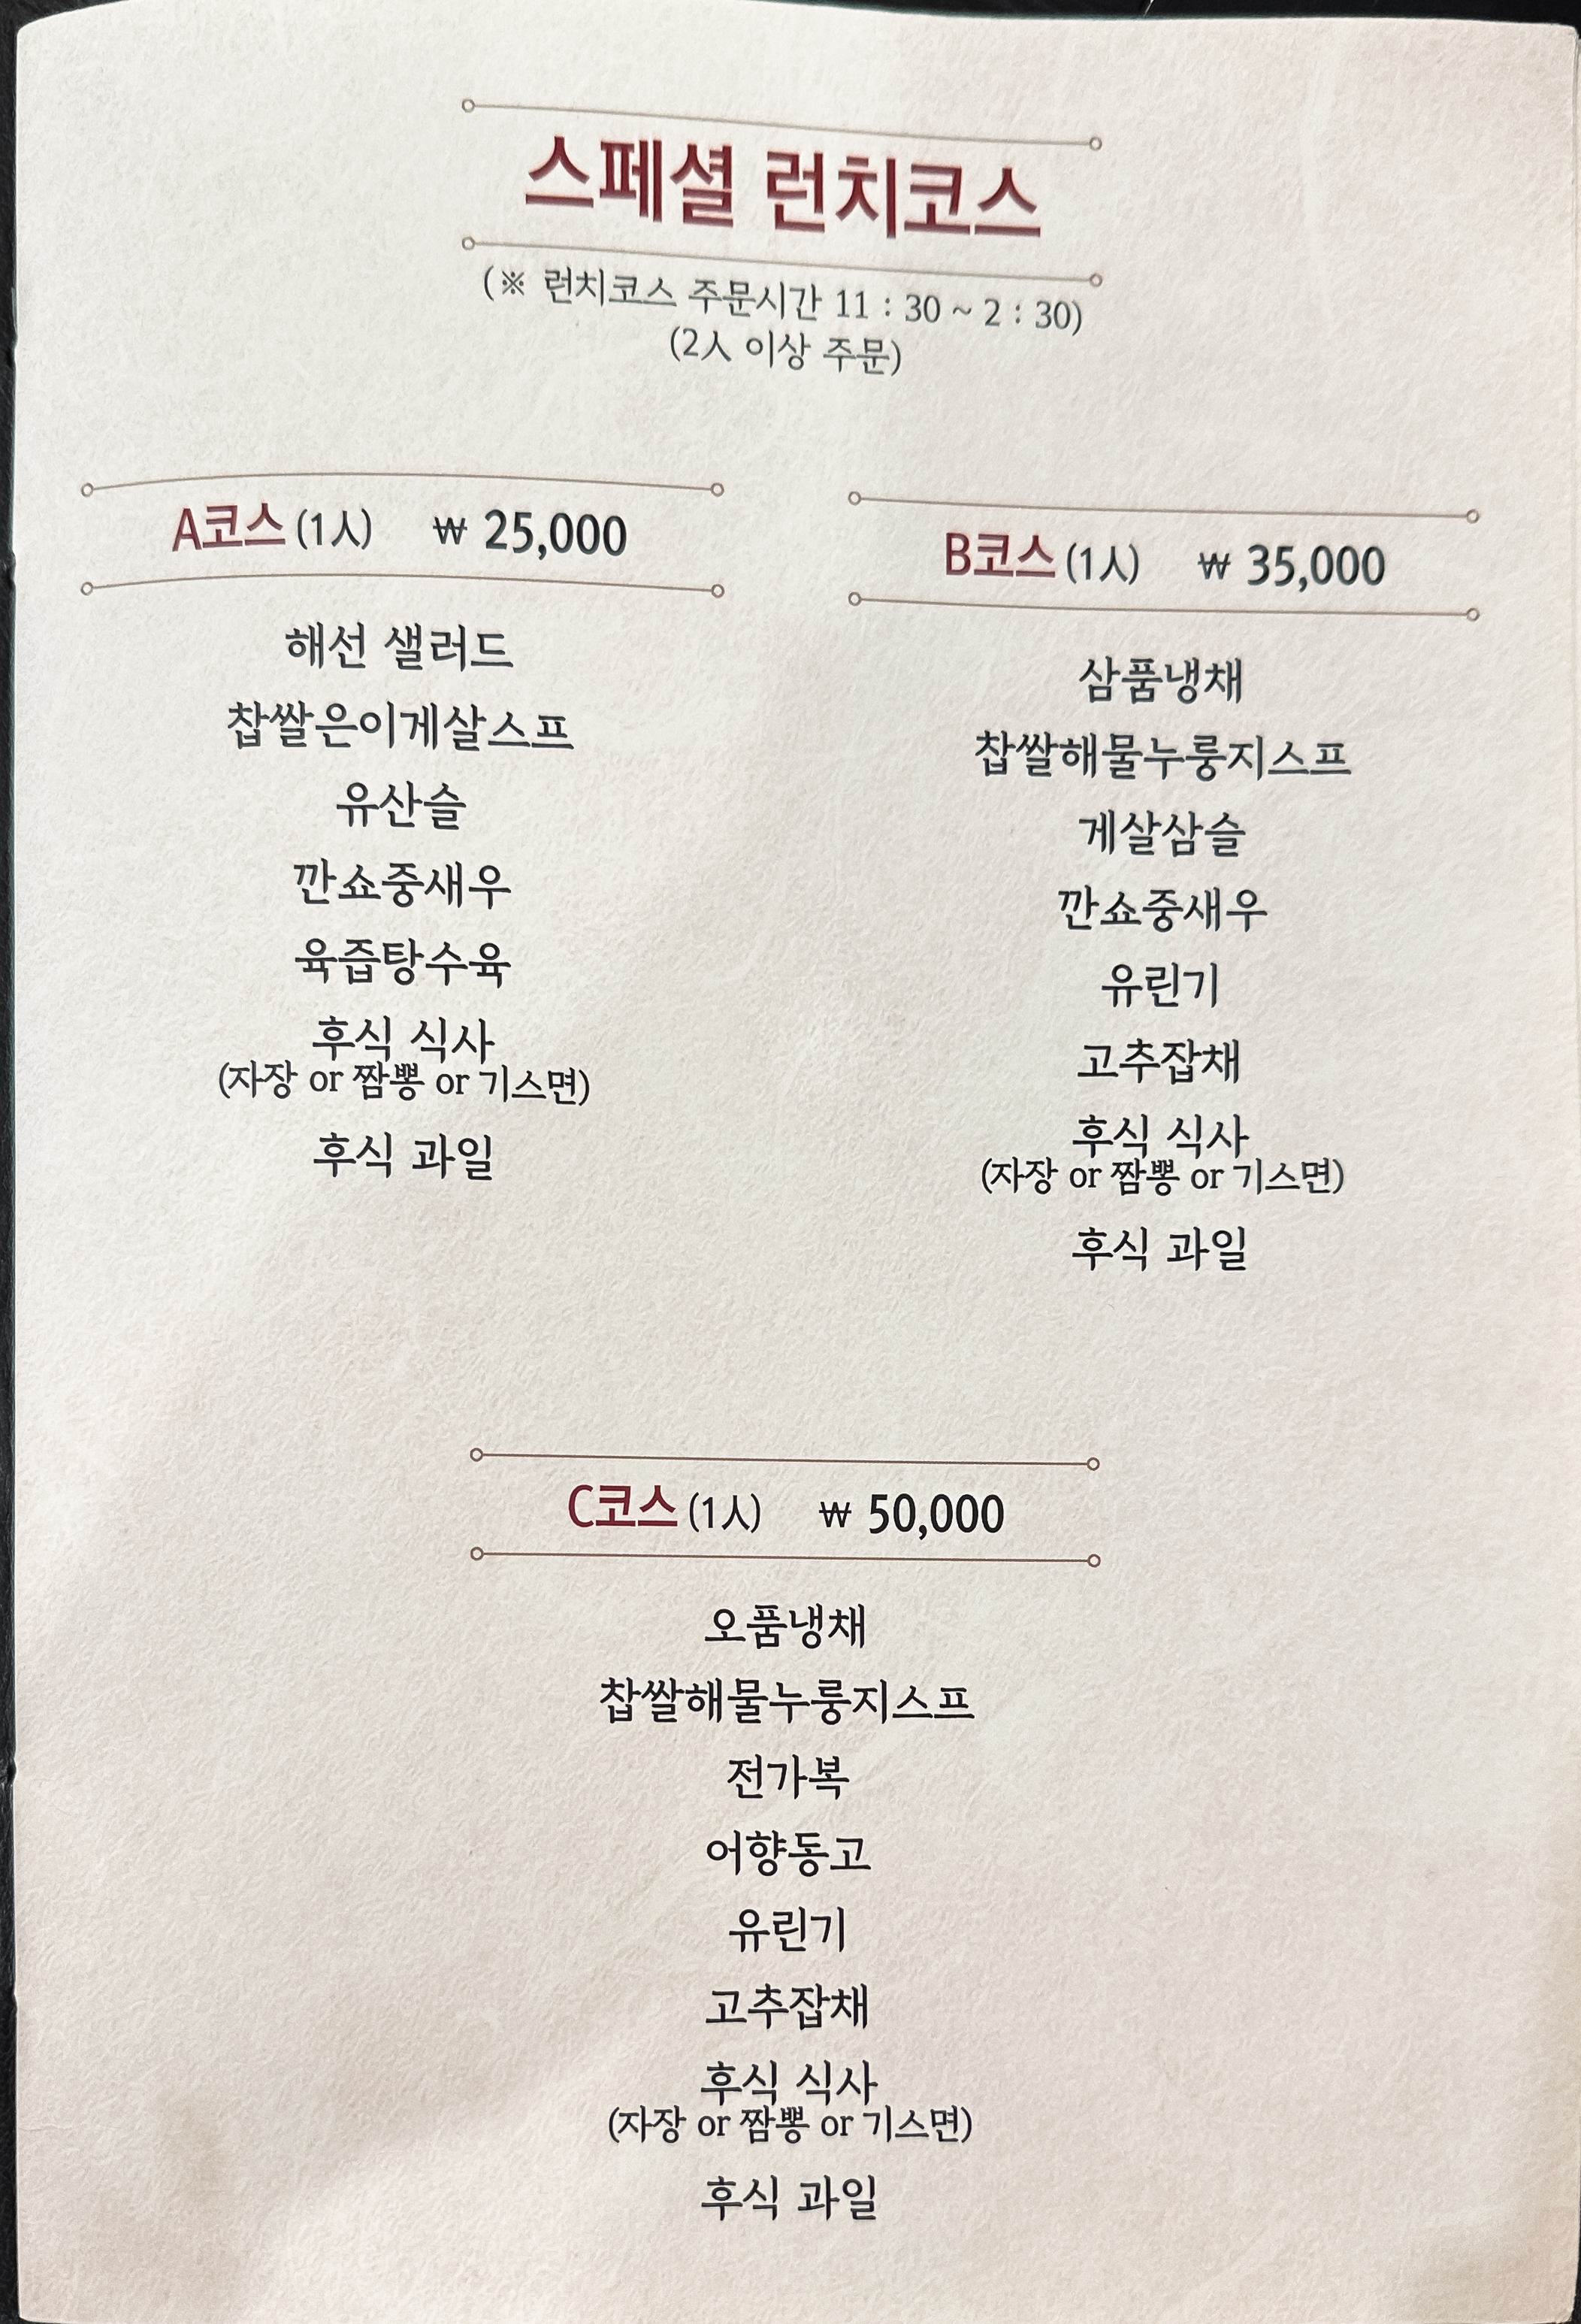 스페셜 런치코스
(※ 런치코스 주문시간 11 : 30 ~ 2 : 30)
(2人 이상 주문)
A코스 (1人) ₩ 25,000
해선 샐러드
찹쌀은이게살스프
유산슬
깐쇼중새우
육즙탕수육
후식 식사
(자장 or 짬뽕 or 기스면)
후식 과일
B코스 (1人) ₩ 35,000
삼품냉채
찹쌀해물누룽지스프
게살삼슬
깐쇼중새우
유린기
고추잡채
후식 식사
(자장 or 짬뽕 or 기스면)
후식 과일
C코스 (1人) ₩ 50,000
오품냉채
찹쌀해물누룽지스프
전가복
어향동고
유린기
고추잡채
후식 식사
(자장 or 짬뽕 or 기스면)
후식 과일